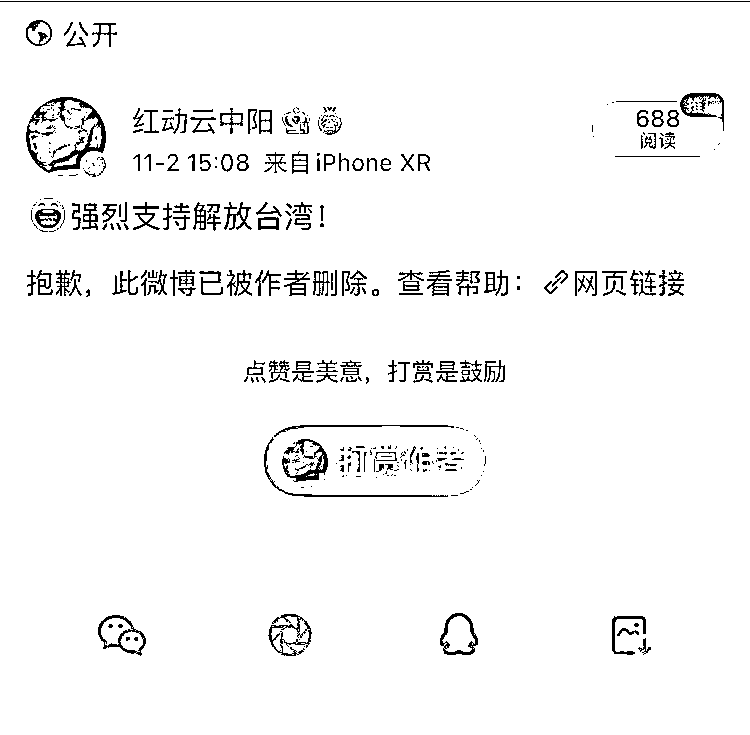 公开
红动云中阳
688
推广
阅读
11-2 15:08 来自iPhone XR
强烈支持解放台湾！
抱歉，此微博已被作者删除。查看帮助：网页链接
点赞是美意，打赏是鼓励
打赏作者